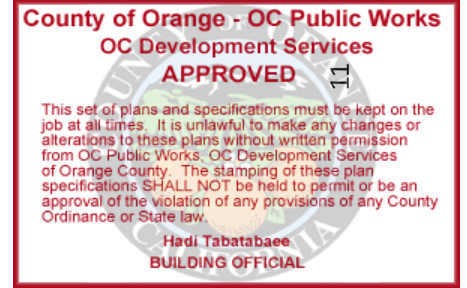 County of Orange - OC Public Works
OC Development Services
APPROVED
11
This set of plans and specifications must be kept on the
job at all times. It is unlawful to make any changes or
alterations to these plans without written permission
from OC Public Works, OC Development Services
of Orange County. The stamping of these plan
specifications SHALL NOT be held to permit or be an
approval of the violation of any provisions of any County
Ordinance or State law.
Hadi Tabatabaee
BUILDING OFFICIAL
OF ORANGE
CALIFORNIA